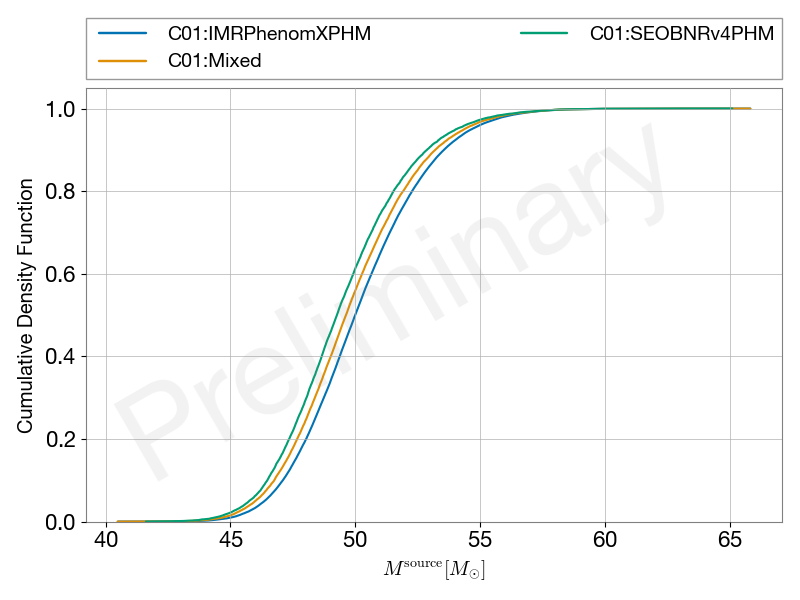 C01:IMRPhenomXPHM
C01:SEOBNRv4PHM
C01:Mixed
1.0
0.8
0.6
0.4
0.2
0.0
Cumulative Density Function
Preliminary
40 45 50 55 60 65
M^source [M_⊙]